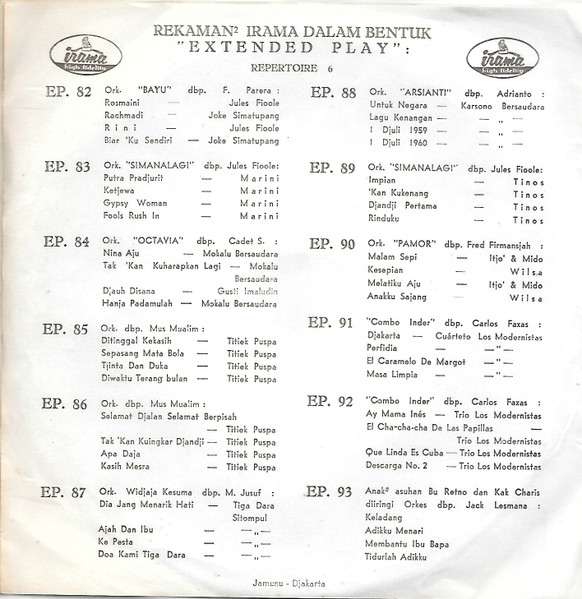 REKAMAN² IRAMA DALAM BENTUK
"EXTENDED PLAY" :
REPERTOIRE 6
irama
high fidelity
irama
high fidelity
EP. 82 Ork. "BAYU" dbp. F. Parera :
Rosmaini — Jules Fioole
Rachmadi — Joke Simatupang
R i n i — Jules Fioole
Biar 'Ku Sendiri — Joke Simatupang
EP. 83 Ork. "SIMANALAGI" dbp. Jules Fioole:
Putra Pradjurit — Marini
Ketjewa — Marini
Gypsy Woman — Marini
Fools Rush In — Marini
EP. 84 Ork. "OCTAVIA" dbp. Cadet S. :
Nina Aju — Mokalu Bersaudara
Tak 'Kan Kuharapkan Lagi — Mokalu
Bersaudara
Djauh Disana — Gusti Imaludin
Hanja Padamulah — Mokalu Bersaudara
EP. 85 Ork. dbp. Mus Mualim :
Ditinggal Kekasih — Titiek Puspa
Sepasang Mata Bola — Titiek Puspa
Tjinta Dan Duka — Titiek Puspa
Diwaktu Terang bulan — Titiek Puspa
EP. 86 Ork. dbp. Mus Mualim :
Selamat Djalan Selamat Berpisah
— Titiek Puspa
Tak 'Kan Kuingkar Djandji — Titiek Puspa
Apa Daja — Titiek Puspa
Kasih Mesra — Titiek Puspa
EP. 87 Ork. Widjaja Kesuma dbp. M. Jusuf :
Dia Jang Menarik Hati — Tiga Dara
Sitompul
Ajah Dan Ibu — —„—
Ke Pesta — —„—
Doa Kami Tiga Dara — —„—
EP. 88 Ork. "ARSIANTI" dbp. Adrianto :
Untuk Negara — Karsono Bersaudara
Lagu Kenangan — — „ —
1 Djuli 1959 — — „ —
1 Djuli 1960 — — „ —
EP. 89 Ork. "SIMANALAGI" dbp. Jules Fioole:
Impian — Tinos
'Kan Kukenang — Tinos
Djandji Pertama — Tinos
Rinduku — Tinos
EP. 90 Ork. "PAMOR" dbp. Fred Firmansjah :
Malam Sepi — Itjo' & Mido
Kesepian — Wilsa
Melatiku Aju — Itjo' & Mido
Anakku Sajang — Wilsa
EP. 91 "Combo Inder" dbp. Carlos Faxas :
Djakarta — Cuárteto Los Modernistas
Perfidia — —"—
El Caramelo De Margot — —"—
Masa Limpia — —"—
EP. 92 "Combo Inder" dbp. Carlos Faxas :
Ay Mama Inés — Trio Los Modernistas
El Cha-cha-cha De Las Papillas —
Trio Los Modernistas
Que Linda Es Cuba — Trio Los Modernistas
Descarga No. 2 — Trio Los Modernistas
EP. 93 Anak² asuhan Bu Retno dan Kak Charis
diiringi Orkes dbp. Jack Lesmana :
Keladang
Adikku Menari
Membantu Ibu Bapa
Tidurlah Adikku
Jamunu - Djakarta